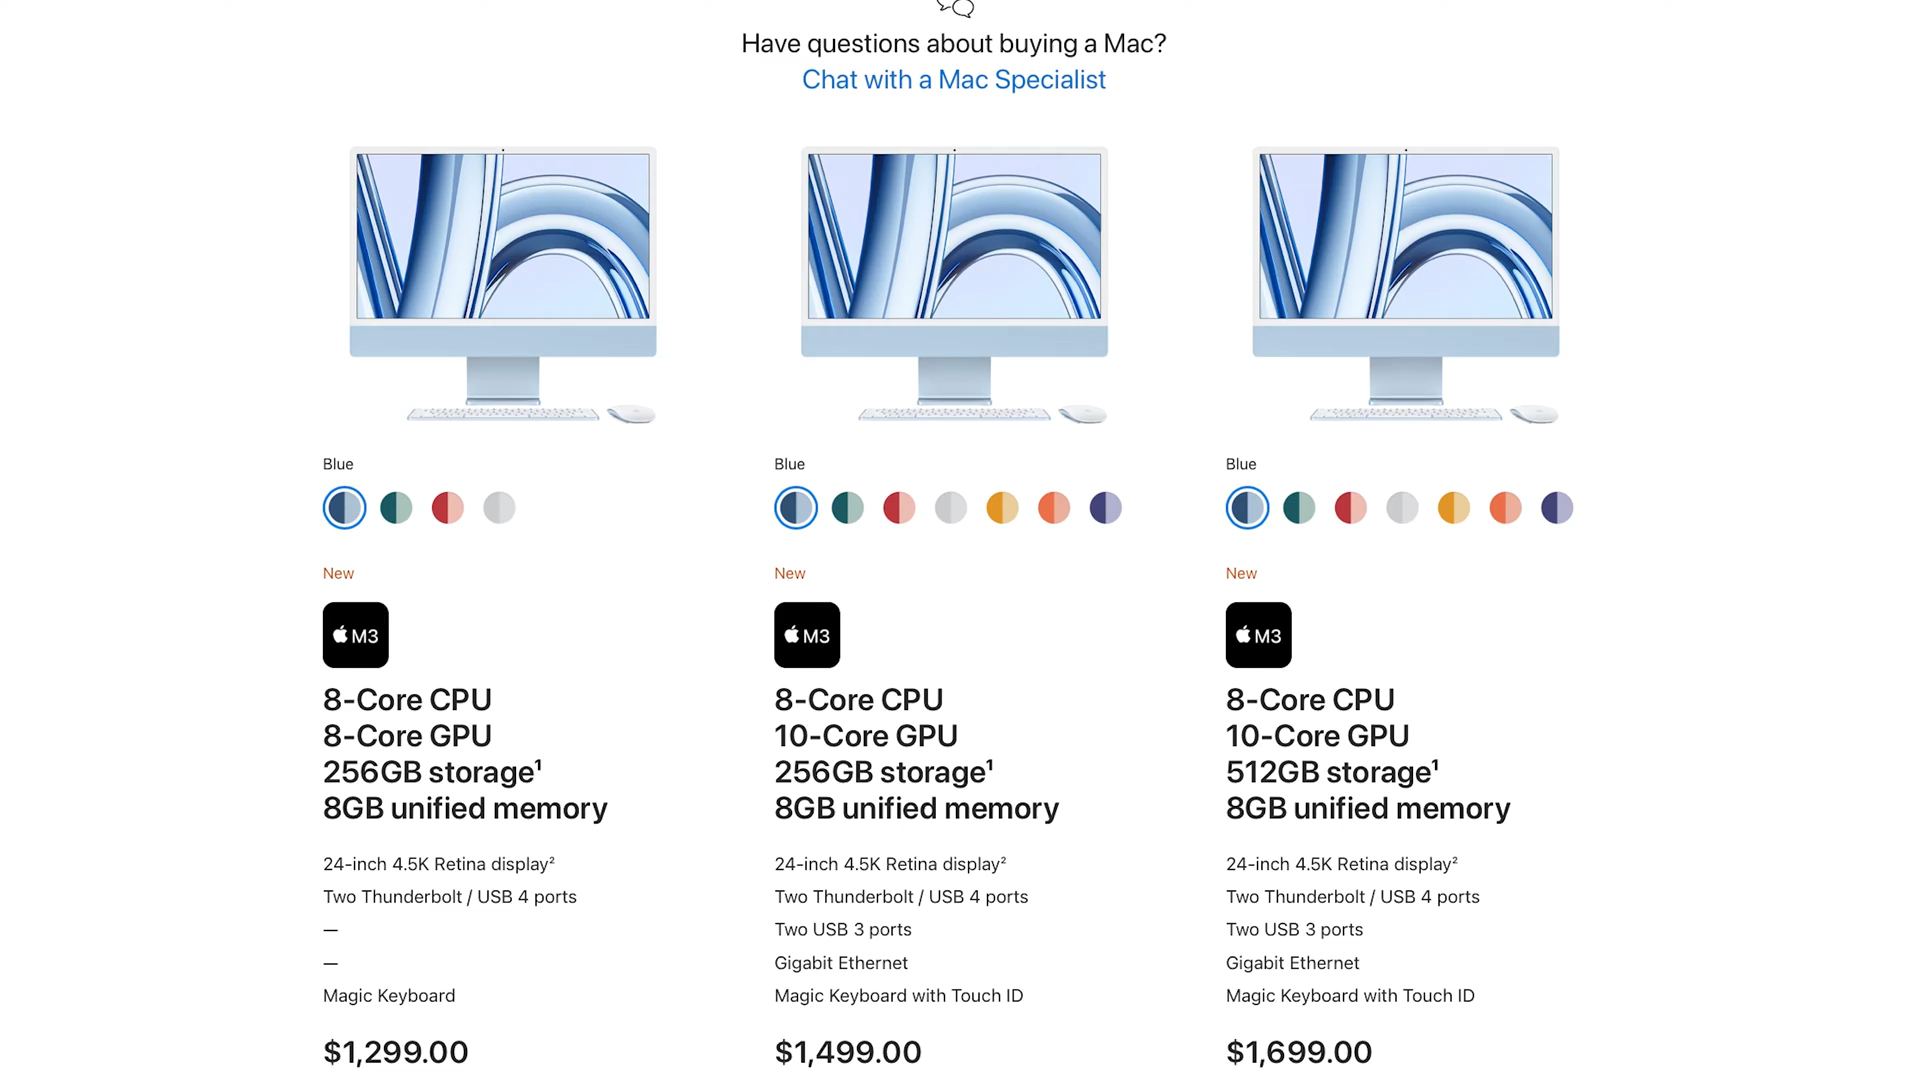 Have questions about buying a Mac?
Chat with a Mac Specialist
Blue
New
M3
8-Core CPU
8-Core GPU
256GB storage¹
8GB unified memory
24-inch 4.5K Retina display²
Two Thunderbolt / USB 4 ports
—
—
Magic Keyboard
$1,299.00
Blue
New
M3
8-Core CPU
10-Core GPU
256GB storage¹
8GB unified memory
24-inch 4.5K Retina display²
Two Thunderbolt / USB 4 ports
Two USB 3 ports
Gigabit Ethernet
Magic Keyboard with Touch ID
$1,499.00
Blue
New
M3
8-Core CPU
10-Core GPU
512GB storage¹
8GB unified memory
24-inch 4.5K Retina display²
Two Thunderbolt / USB 4 ports
Two USB 3 ports
Gigabit Ethernet
Magic Keyboard with Touch ID
$1,699.00